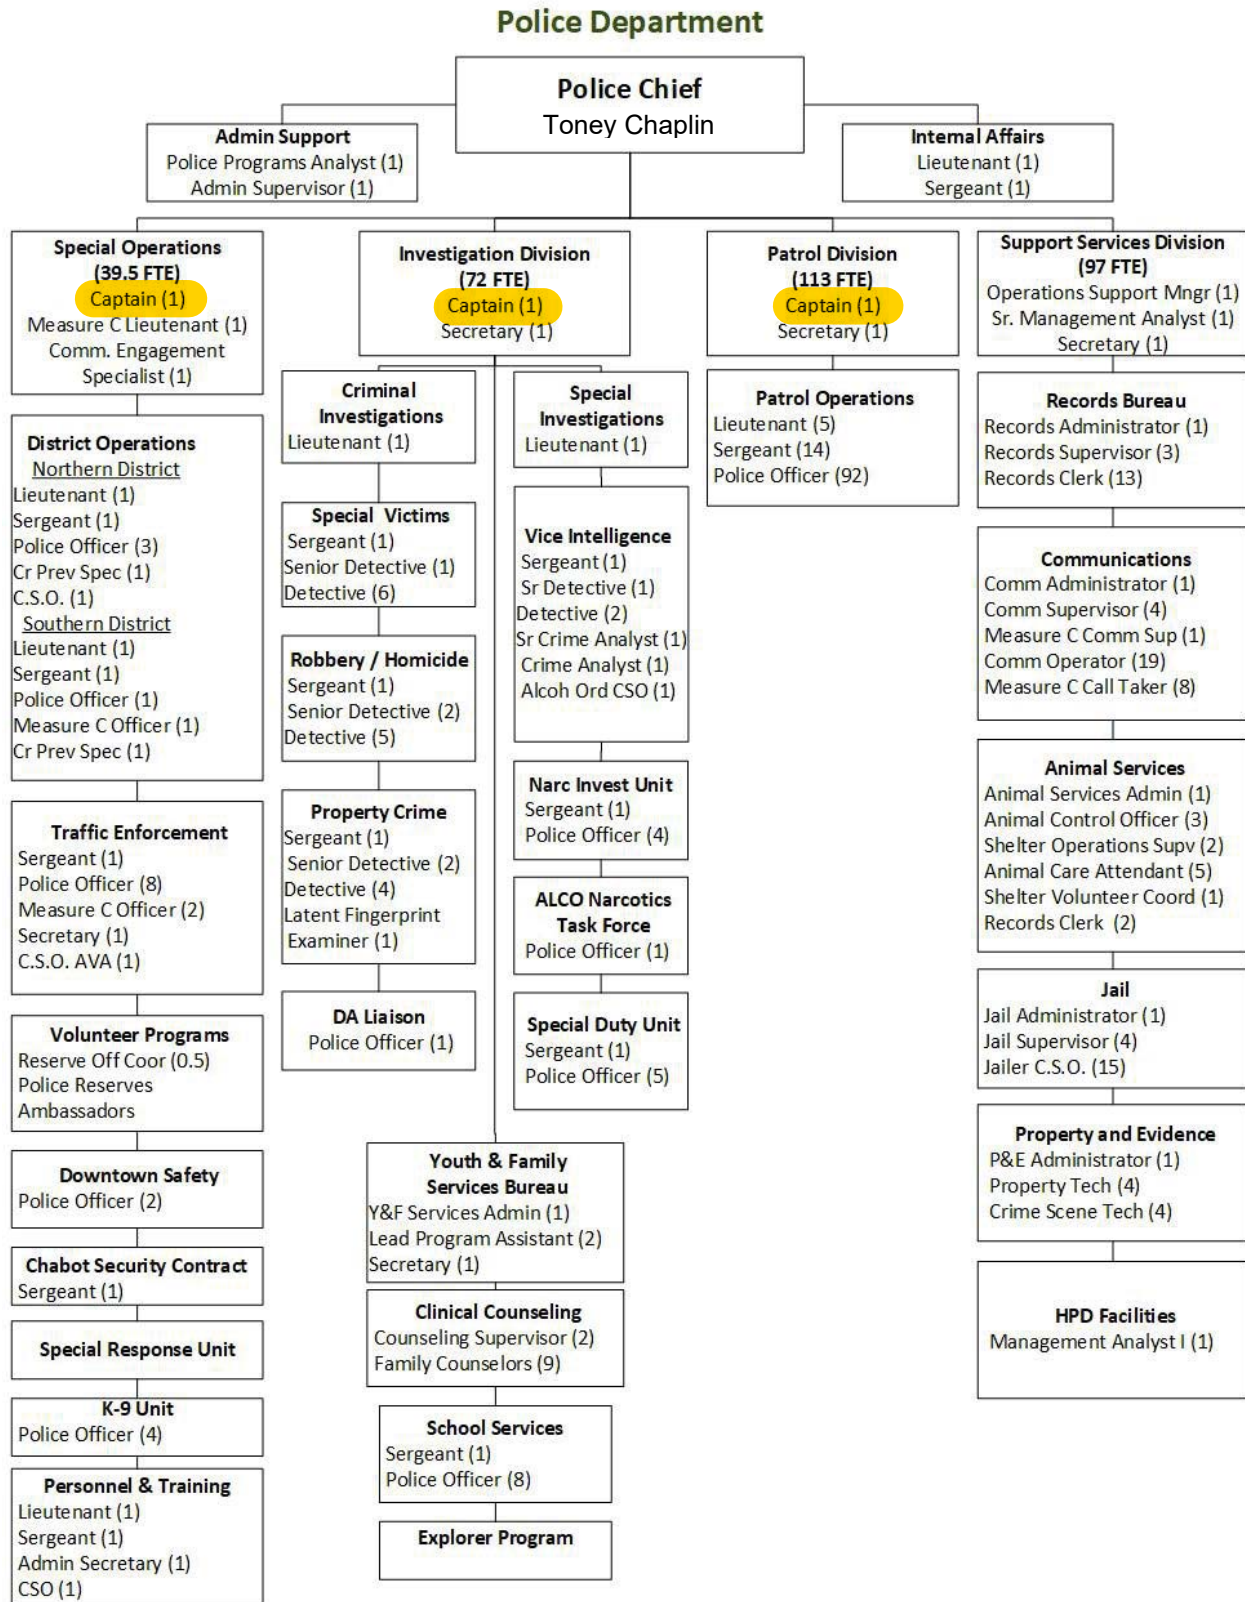 Police Department
Police Chief
Toney Chaplin
Admin Support
Police Programs Analyst (1)
Admin Supervisor (1)
Internal Affairs
Lieutenant (1)
Sergeant (1)
Special Operations
(39.5 FTE)
Captain (1)
Measure C Lieutenant (1)
Comm. Engagement
Specialist (1)
District Operations
Northern District
Lieutenant (1)
Sergeant (1)
Police Officer (3)
Cr Prev Spec (1)
C.S.O. (1)
Southern District
Lieutenant (1)
Sergeant (1)
Police Officer (1)
Measure C Officer (1)
Cr Prev Spec (1)
Traffic Enforcement
Sergeant (1)
Police Officer (8)
Measure C Officer (2)
Secretary (1)
C.S.O. AVA (1)
Volunteer Programs
Reserve Off Coor (0.5)
Police Reserves
Ambassadors
Downtown Safety
Police Officer (2)
Chabot Security Contract
Sergeant (1)
Special Response Unit
K-9 Unit
Police Officer (4)
Personnel & Training
Lieutenant (1)
Sergeant (1)
Admin Secretary (1)
CSO (1)
Investigation Division
(72 FTE)
Captain (1)
Secretary (1)
Criminal
Investigations
Lieutenant (1)
Special Victims
Sergeant (1)
Senior Detective (1)
Detective (6)
Robbery / Homicide
Sergeant (1)
Senior Detective (2)
Detective (5)
Property Crime
Sergeant (1)
Senior Detective (2)
Detective (4)
Latent Fingerprint
Examiner (1)
DA Liaison
Police Officer (1)
Special
Investigations
Lieutenant (1)
Vice Intelligence
Sergeant (1)
Sr Detective (1)
Detective (2)
Sr Crime Analyst (1)
Crime Analyst (1)
Alcoh Ord CSO (1)
Narc Invest Unit
Sergeant (1)
Police Officer (4)
ALCO Narcotics
Task Force
Police Officer (1)
Special Duty Unit
Sergeant (1)
Police Officer (5)
Youth & Family
Services Bureau
Y&F Services Admin (1)
Lead Program Assistant (2)
Secretary (1)
Clinical Counseling
Counseling Supervisor (2)
Family Counselors (9)
School Services
Sergeant (1)
Police Officer (8)
Explorer Program
Patrol Division
(113 FTE)
Captain (1)
Secretary (1)
Patrol Operations
Lieutenant (5)
Sergeant (14)
Police Officer (92)
Support Services Division
(97 FTE)
Operations Support Mngr (1)
Sr. Management Analyst (1)
Secretary (1)
Records Bureau
Records Administrator (1)
Records Supervisor (3)
Records Clerk (13)
Communications
Comm Administrator (1)
Comm Supervisor (4)
Measure C Comm Sup (1)
Comm Operator (19)
Measure C Call Taker (8)
Animal Services
Animal Services Admin (1)
Animal Control Officer (3)
Shelter Operations Supv (2)
Animal Care Attendant (5)
Shelter Volunteer Coord (1)
Records Clerk (2)
Jail
Jail Administrator (1)
Jail Supervisor (4)
Jailer C.S.O. (15)
Property and Evidence
P&E Administrator (1)
Property Tech (4)
Crime Scene Tech (4)
HPD Facilities
Management Analyst I (1)